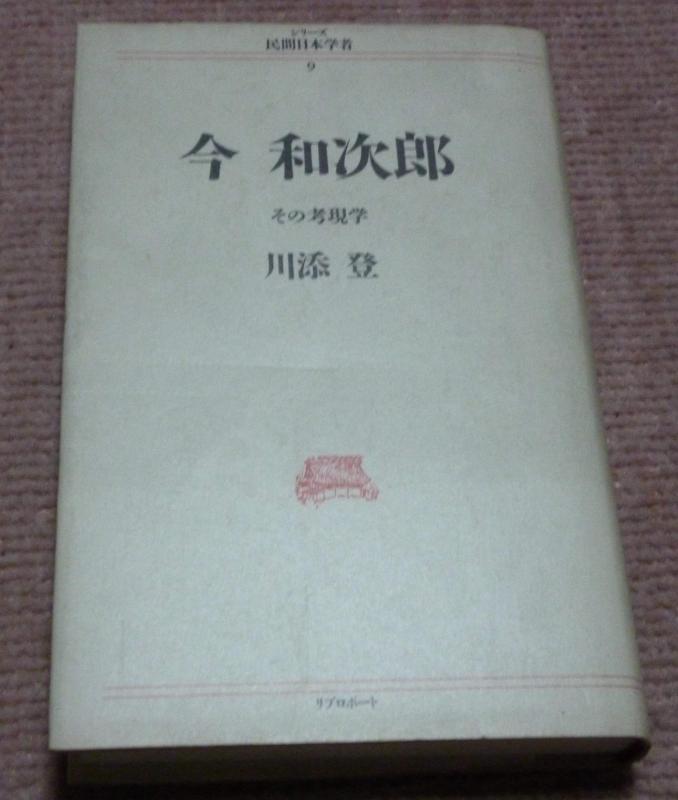 シリーズ
民間日本学者
9
今 和次郎
その考現学
川添 登
リブロポート